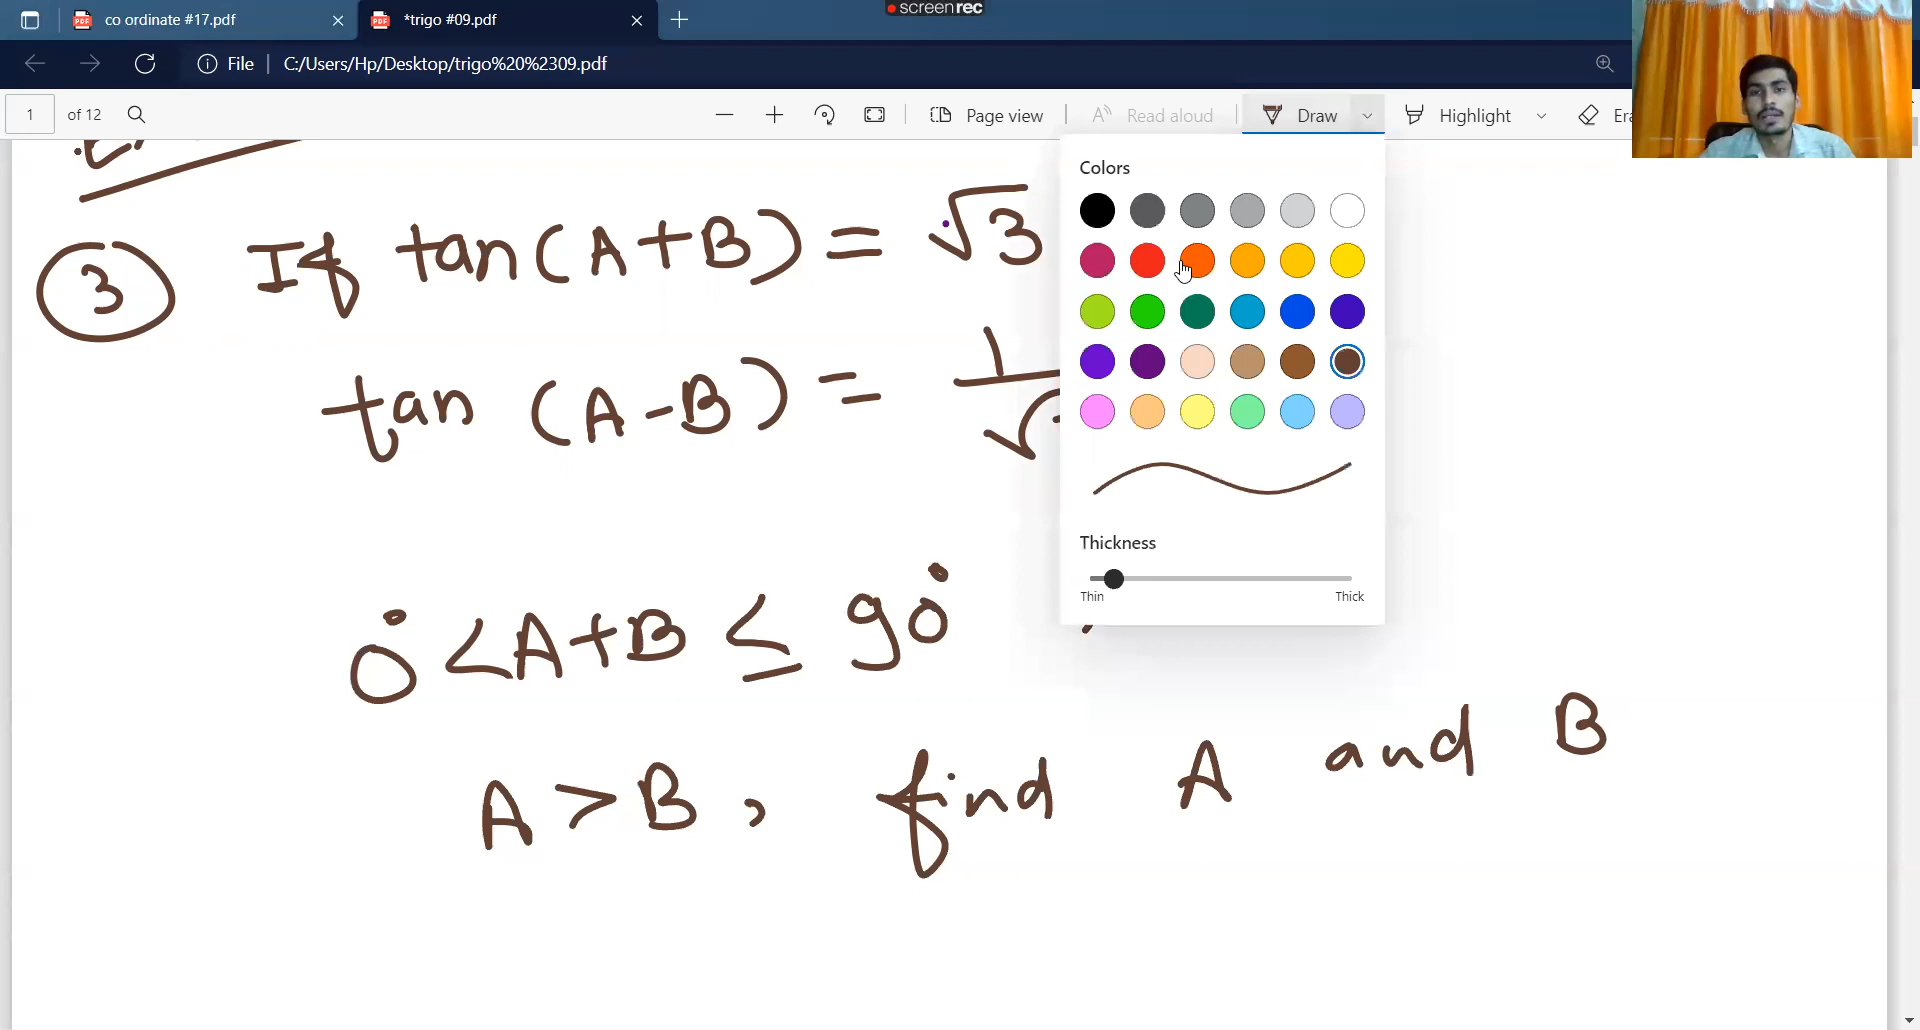 co ordinate #17.pdf
*trigo #09.pdf
screenrec
File
C:/Users/Hp/Desktop/trigo%20%2309.pdf
1 of 12
Page view
Read aloud
Draw
Highlight
Colors
Thickness
Thin
Thick
3 If tan(A+B) = √3
tan (A-B) = 1/√
0° <A+B ≤ 90°
A > B , find A and B